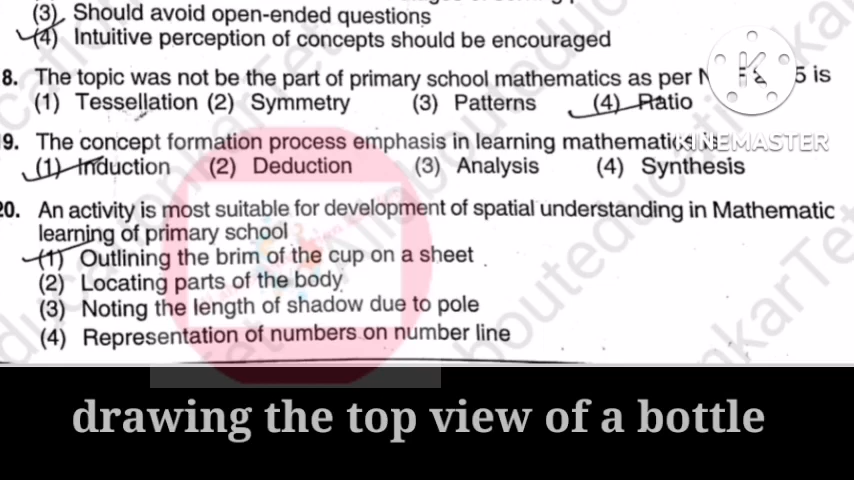 (3) Should avoid open-ended questions
(4) Intuitive perception of concepts should be encouraged
8. The topic was not be the part of primary school mathematics as per N 5 is
(1) Tessellation (2) Symmetry (3) Patterns (4) Ratio
9. The concept formation process emphasis in learning mathematics is
KINEMASTER
(1) Induction (2) Deduction (3) Analysis (4) Synthesis
20. An activity is most suitable for development of spatial understanding in Mathematic
learning of primary school
(1) Outlining the brim of the cup on a sheet
(2) Locating parts of the body
(3) Noting the length of shadow due to pole
(4) Representation of numbers on number line
drawing the top view of a bottle